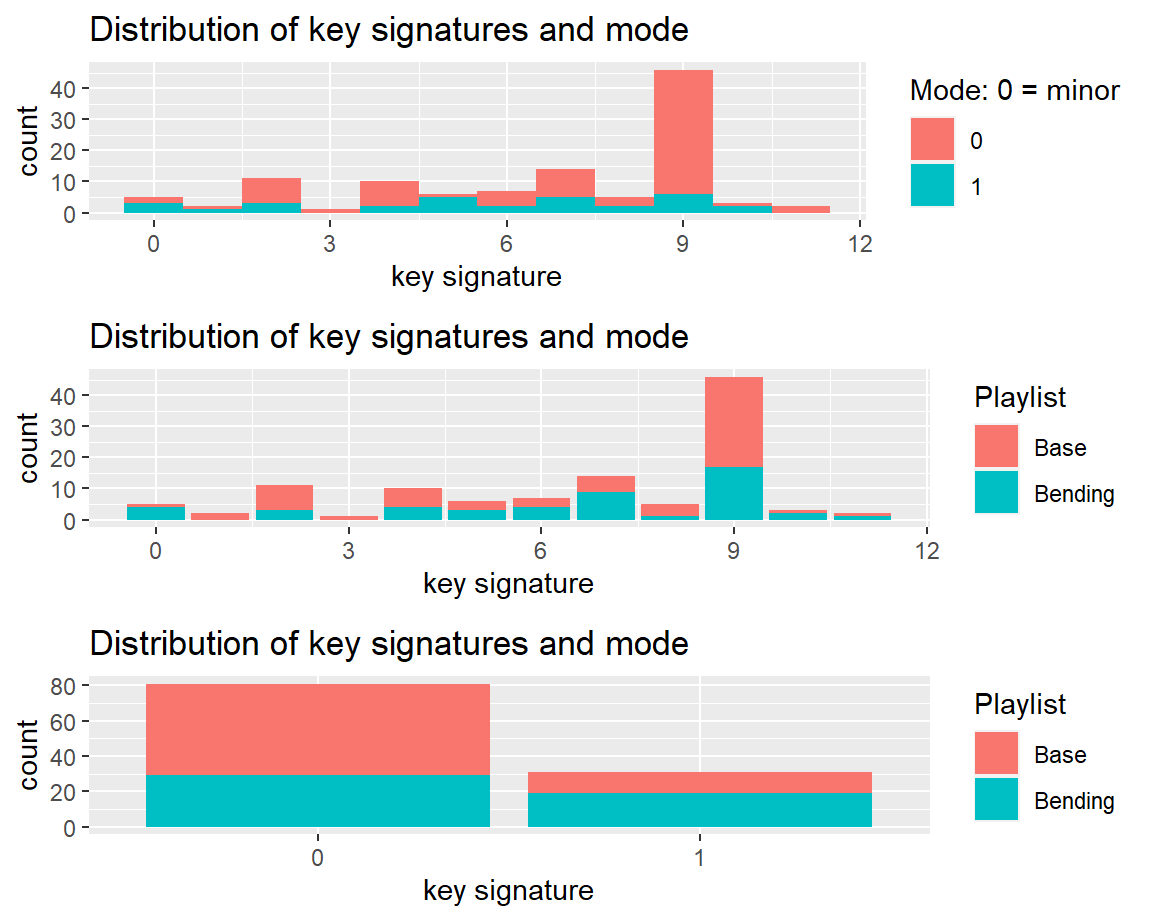 Distribution of key signatures and mode
count
40
30
20
10
0
0 3 6 9 12
key signature
Mode: 0 = minor
0
1
Distribution of key signatures and mode
count
40
30
20
10
0
0 3 6 9 12
key signature
Playlist
Base
Bending
Distribution of key signatures and mode
count
80
60
40
20
0
0 1
key signature
Playlist
Base
Bending